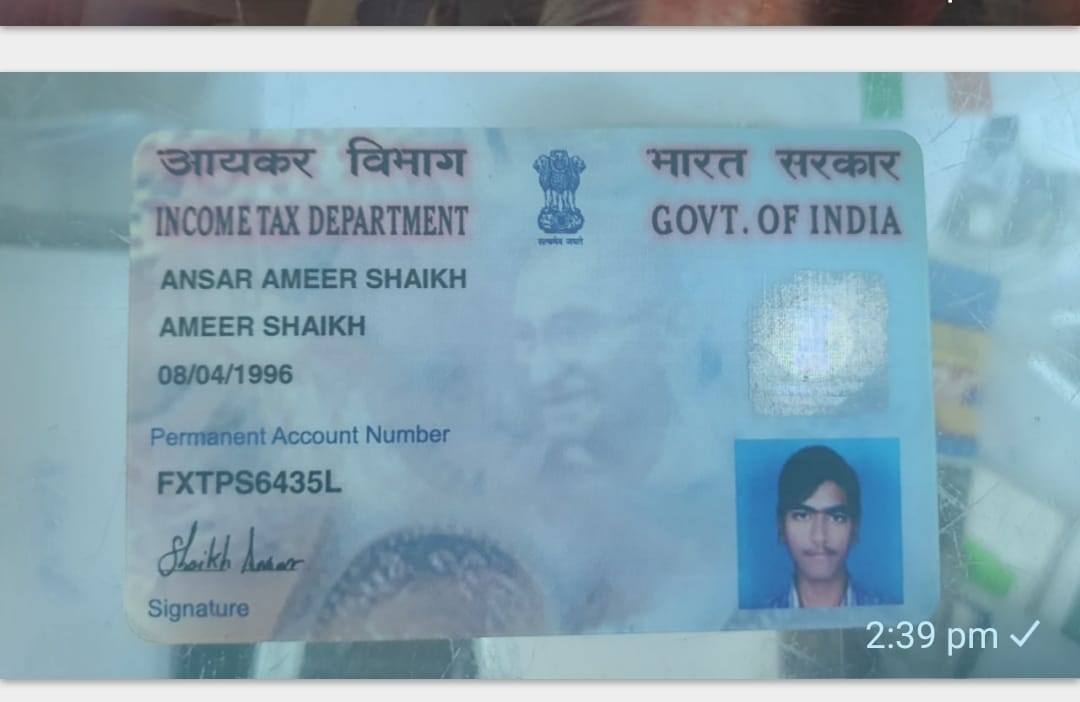 आयकर विभाग
भारत सरकार
INCOME TAX DEPARTMENT
GOVT. OF INDIA
सत्यमेव जयते
ANSAR AMEER SHAIKH
AMEER SHAIKH
08/04/1996
Permanent Account Number
FXTPS6435L
Shaikh Ansar
Signature
2:39 pm